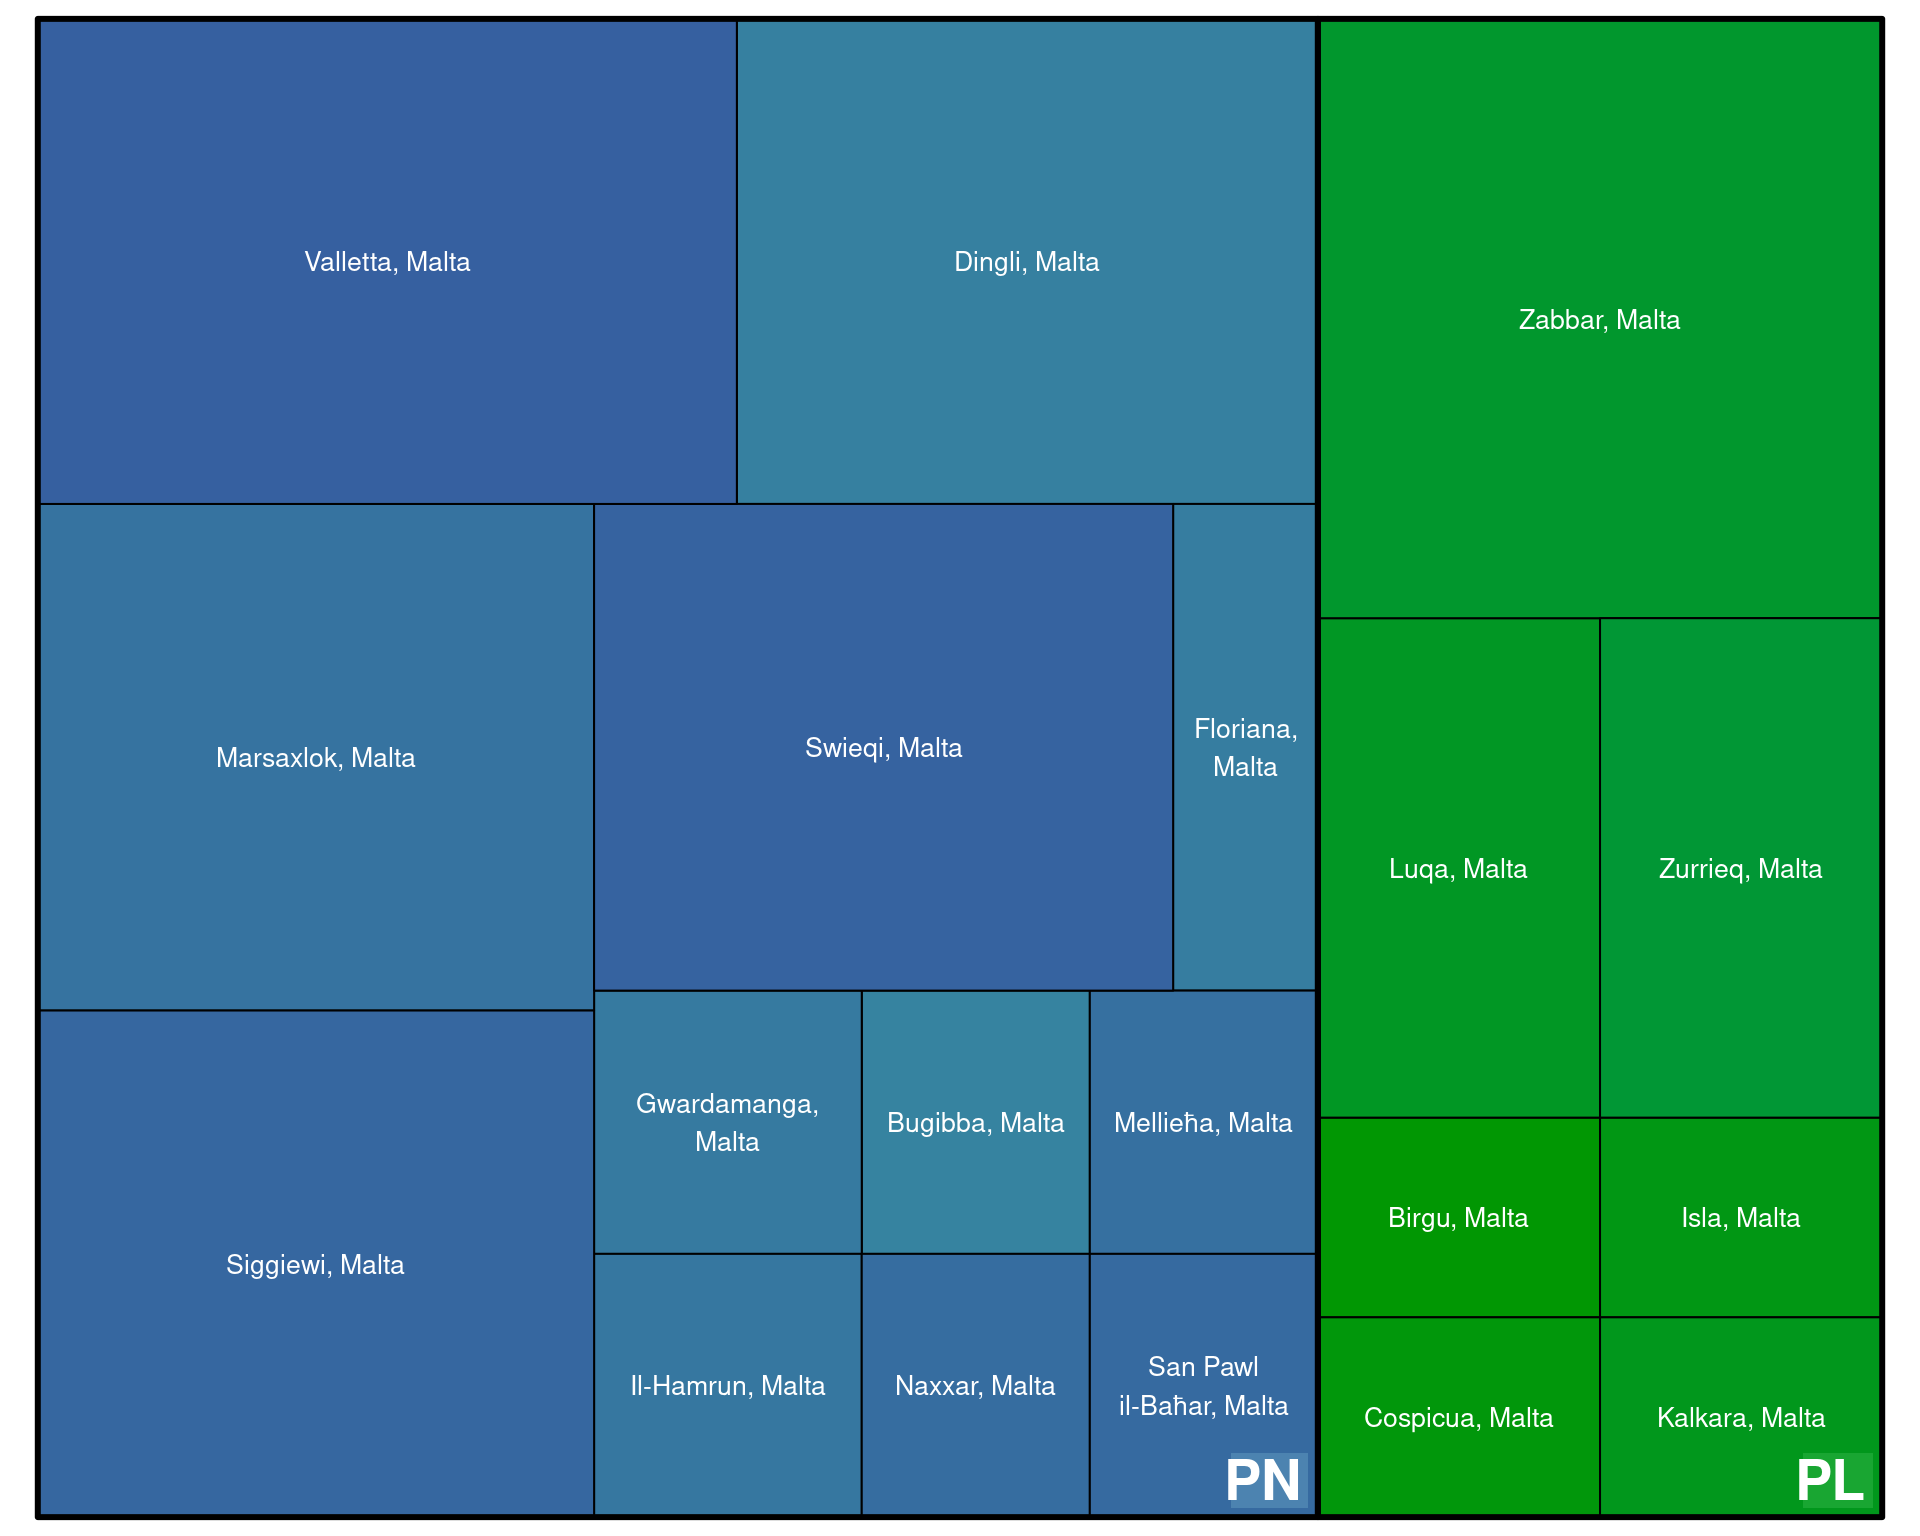 Valletta, Malta
Dingli, Malta
Zabbar, Malta
Marsaxlok, Malta
Swieqi, Malta
Floriana,
Malta
Luqa, Malta
Zurrieq, Malta
Siggiewi, Malta
Gwardamanga,
Malta
Bugibba, Malta
Mellieħa, Malta
Birgu, Malta
Isla, Malta
Il-Hamrun, Malta
Naxxar, Malta
San Pawl
il-Baħar, Malta
Cospicua, Malta
Kalkara, Malta
PN
PL